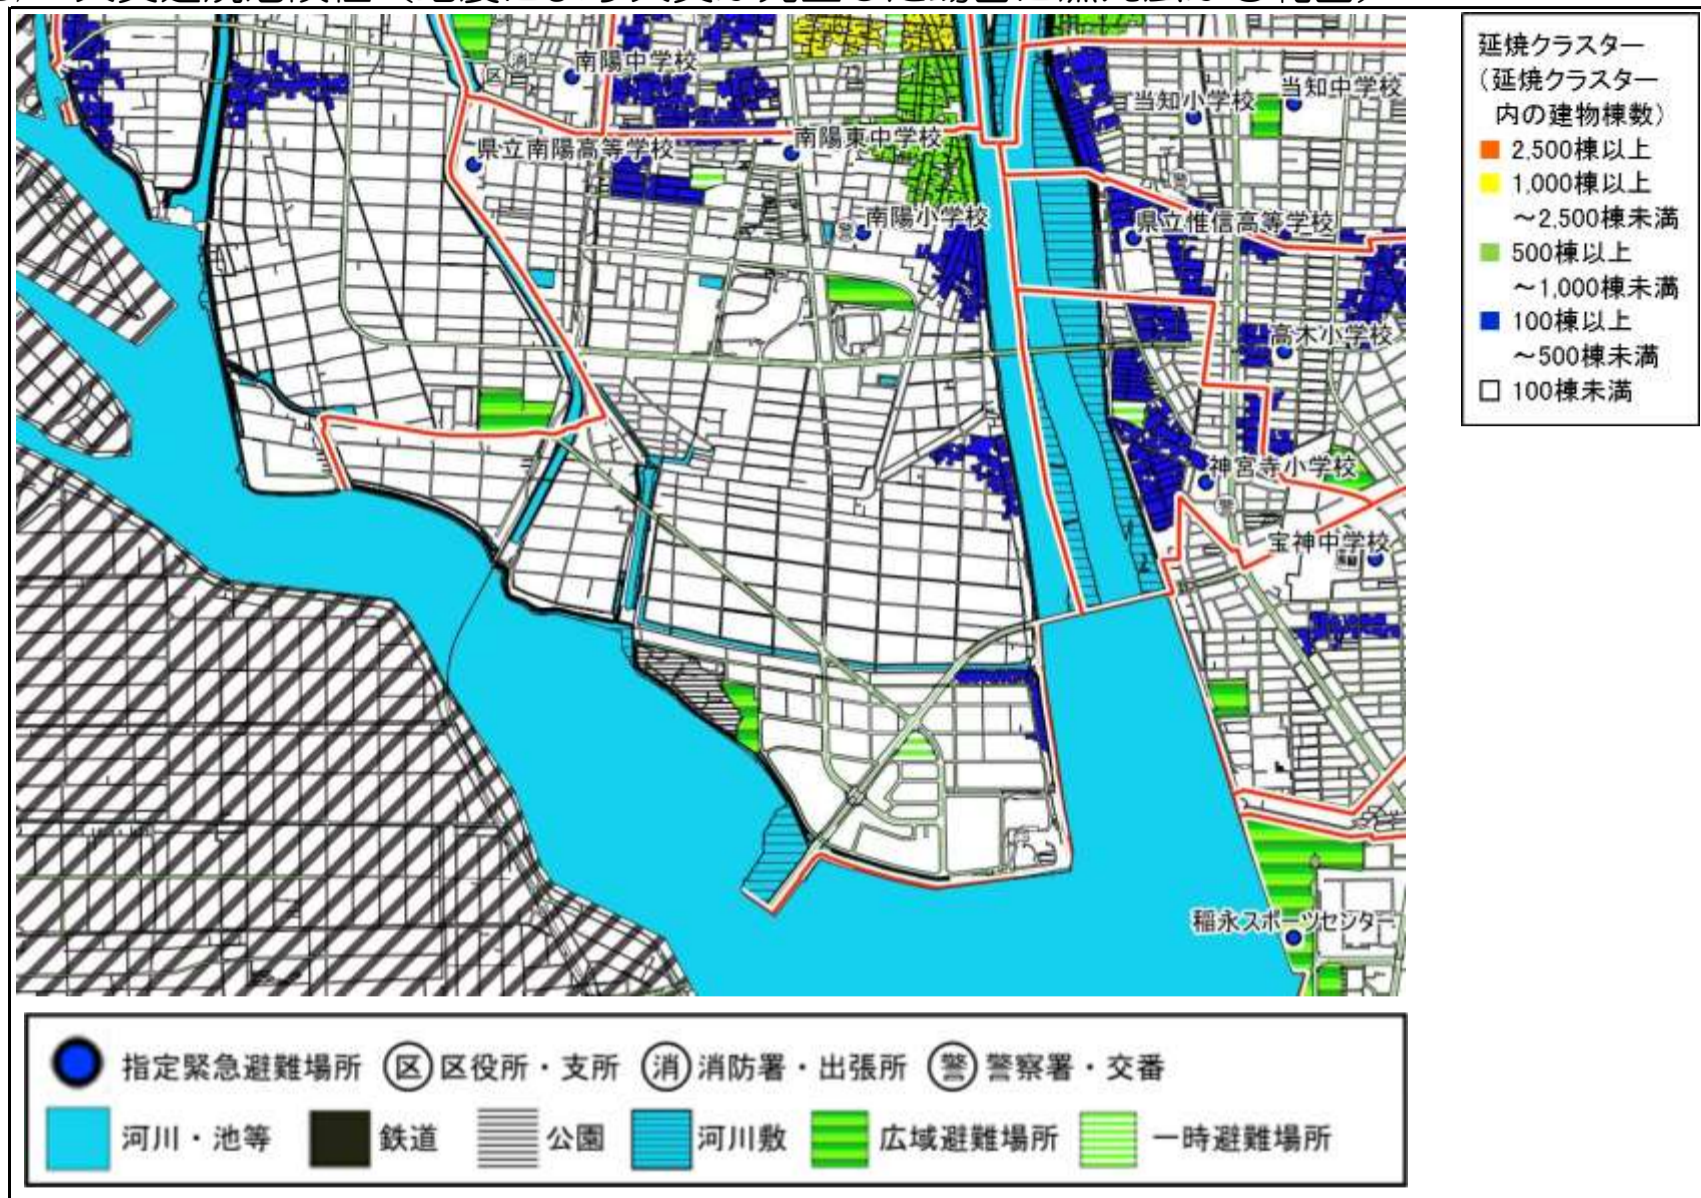 南陽中学校
消
区
当知中学校
当知小学校
南陽東中学校
県立南陽高等学校
警
南陽小学校
警
県立惟信高等学校
高木小学校
神宮寺小学校
警
宝神中学校
稲永スポーツセンター
延焼クラスター
（延焼クラスター
内の建物棟数）
2,500棟以上
1,000棟以上
～2,500棟未満
500棟以上
～1,000棟未満
100棟以上
～500棟未満
100棟未満
指定緊急避難場所 区 区役所・支所 消 消防署・出張所 警 警察署・交番
河川・池等 鉄道 公園 河川敷 広域避難場所 一時避難場所